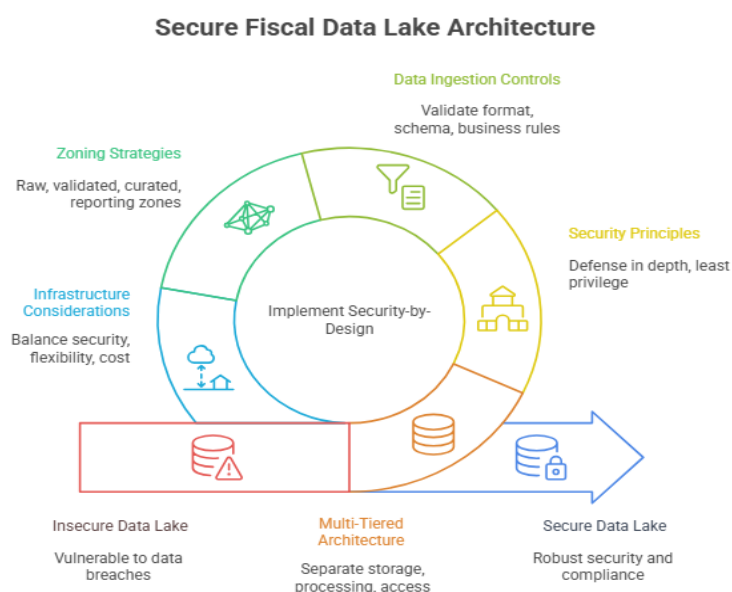 Secure Fiscal Data Lake Architecture
Data Ingestion Controls
Validate format,
schema, business rules
Zoning Strategies
Raw, validated, curated,
reporting zones
Security Principles
Defense in depth, least
privilege
Infrastructure
Considerations
Balance security,
flexibility, cost
Implement Security-by-
Design
Insecure Data Lake
Vulnerable to data
breaches
Multi-Tiered
Architecture
Separate storage,
processing, access
Secure Data Lake
Robust security and
compliance